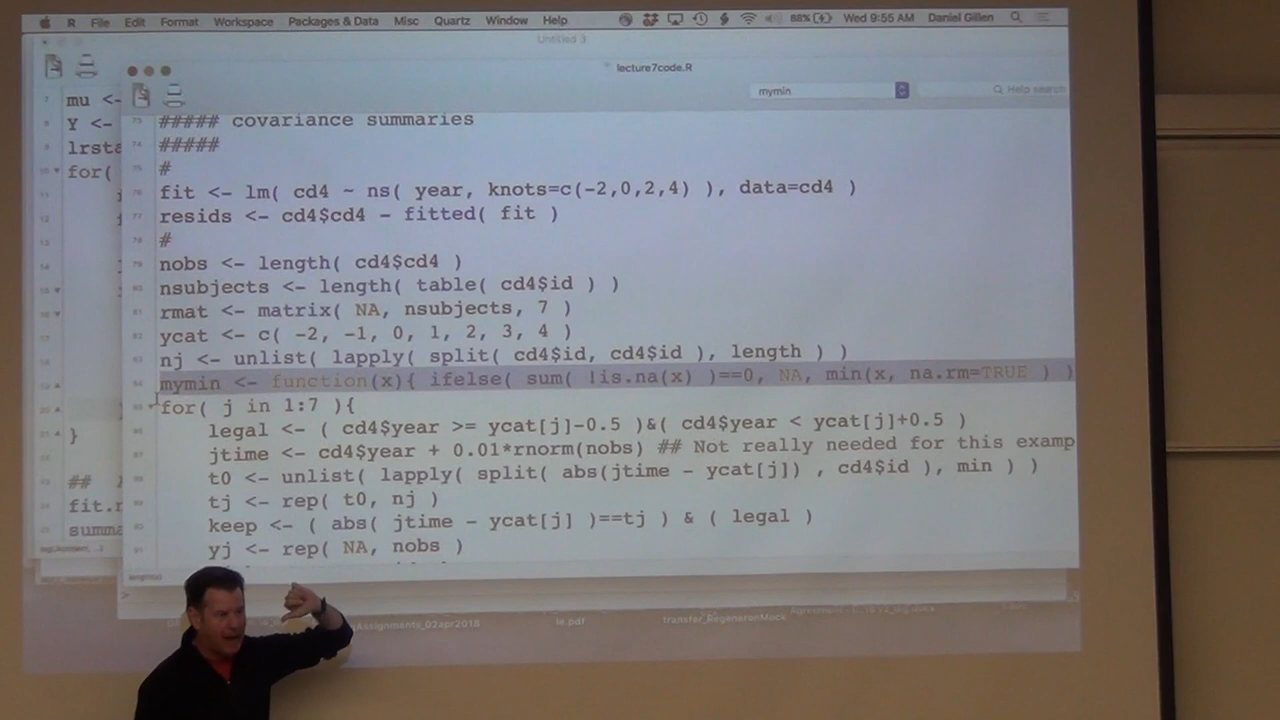 R File Edit Format Workspace Packages & Data Misc Quartz Window Help 88% Wed 9:55 AM Daniel Gillen
Untitled 3
lecture7code.R
mymin
Help search
mu <-
Y <-
lrsta
for(
}
##
fit.
summa
##### covariance summaries
#####
#
fit <- lm( cd4 ~ ns( year, knots=c(-2,0,2,4) ), data=cd4 )
resids <- cd4$cd4 - fitted( fit )
#
nobs <- length( cd4$cd4 )
nsubjects <- length( table( cd4$id ) )
rmat <- matrix( NA, nsubjects, 7 )
ycat <- c( -2, -1, 0, 1, 2, 3, 4 )
nj <- unlist( lapply( split( cd4$id, cd4$id ), length ) )
mymin <- function(x){ ifelse( sum( !is.na(x) )==0, NA, min(x, na.rm=TRUE ) )
for( j in 1:7 ){
legal <- ( cd4$year >= ycat[j]-0.5 )&( cd4$year < ycat[j]+0.5 )
jtime <- cd4$year + 0.01*rnorm(nobs) ## Not really needed for this examp
t0 <- unlist( lapply( split( abs(jtime - ycat[j]) , cd4$id ), min ) )
tj <- rep( t0, nj )
keep <- ( abs( jtime - ycat[j] )==tj ) & ( legal )
yj <- rep( NA, nobs )
Assignments_02apr2018
le.pdf
transfer_RegeneronMock